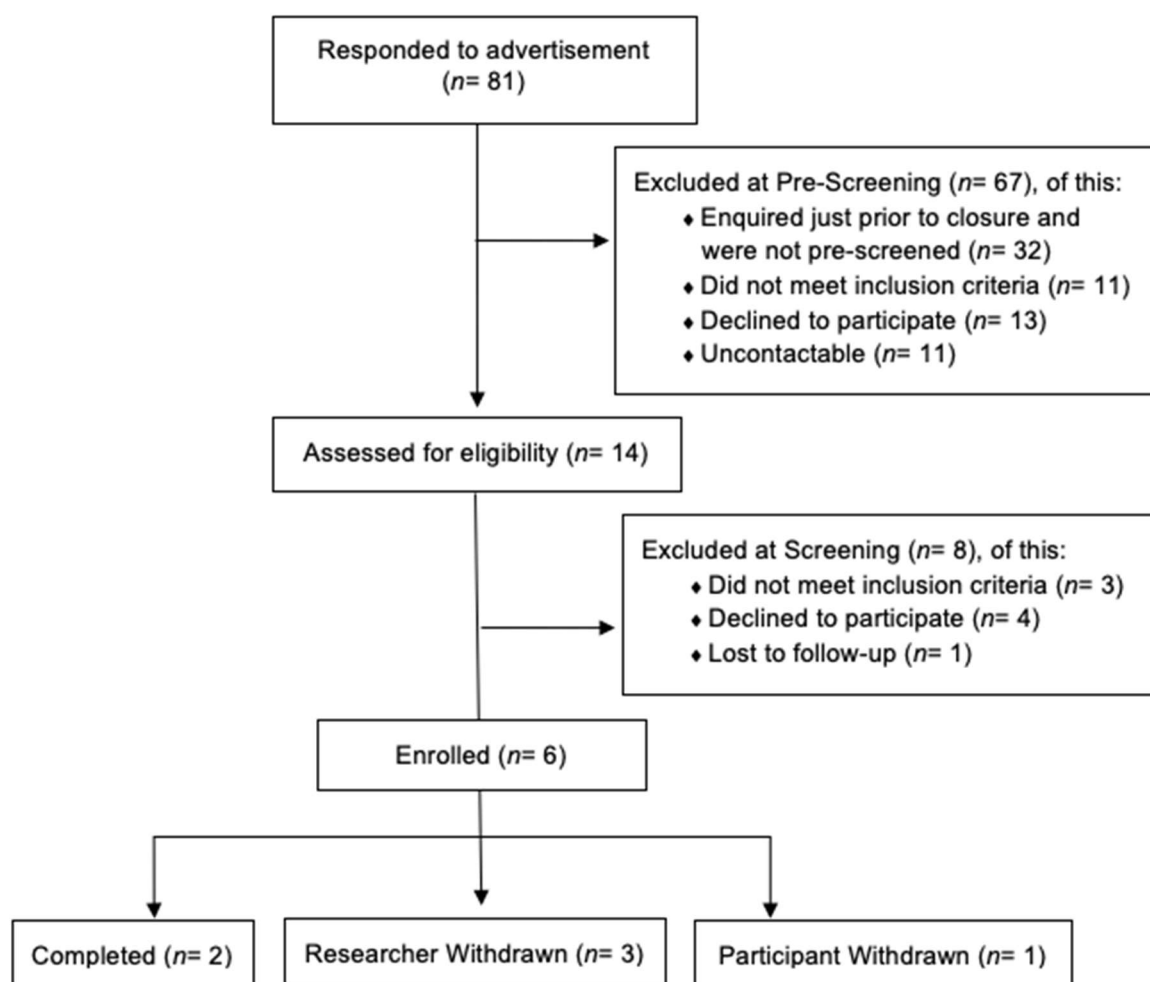 Responded to advertisement
(n= 81)
Excluded at Pre-Screening (n= 67), of this:
♦ Enquired just prior to closure and
were not pre-screened (n= 32)
♦ Did not meet inclusion criteria (n= 11)
♦ Declined to participate (n= 13)
♦ Uncontactable (n= 11)
Assessed for eligibility (n= 14)
Excluded at Screening (n= 8), of this:
♦ Did not meet inclusion criteria (n= 3)
♦ Declined to participate (n= 4)
♦ Lost to follow-up (n= 1)
Enrolled (n= 6)
Completed (n= 2)
Researcher Withdrawn (n= 3)
Participant Withdrawn (n= 1)